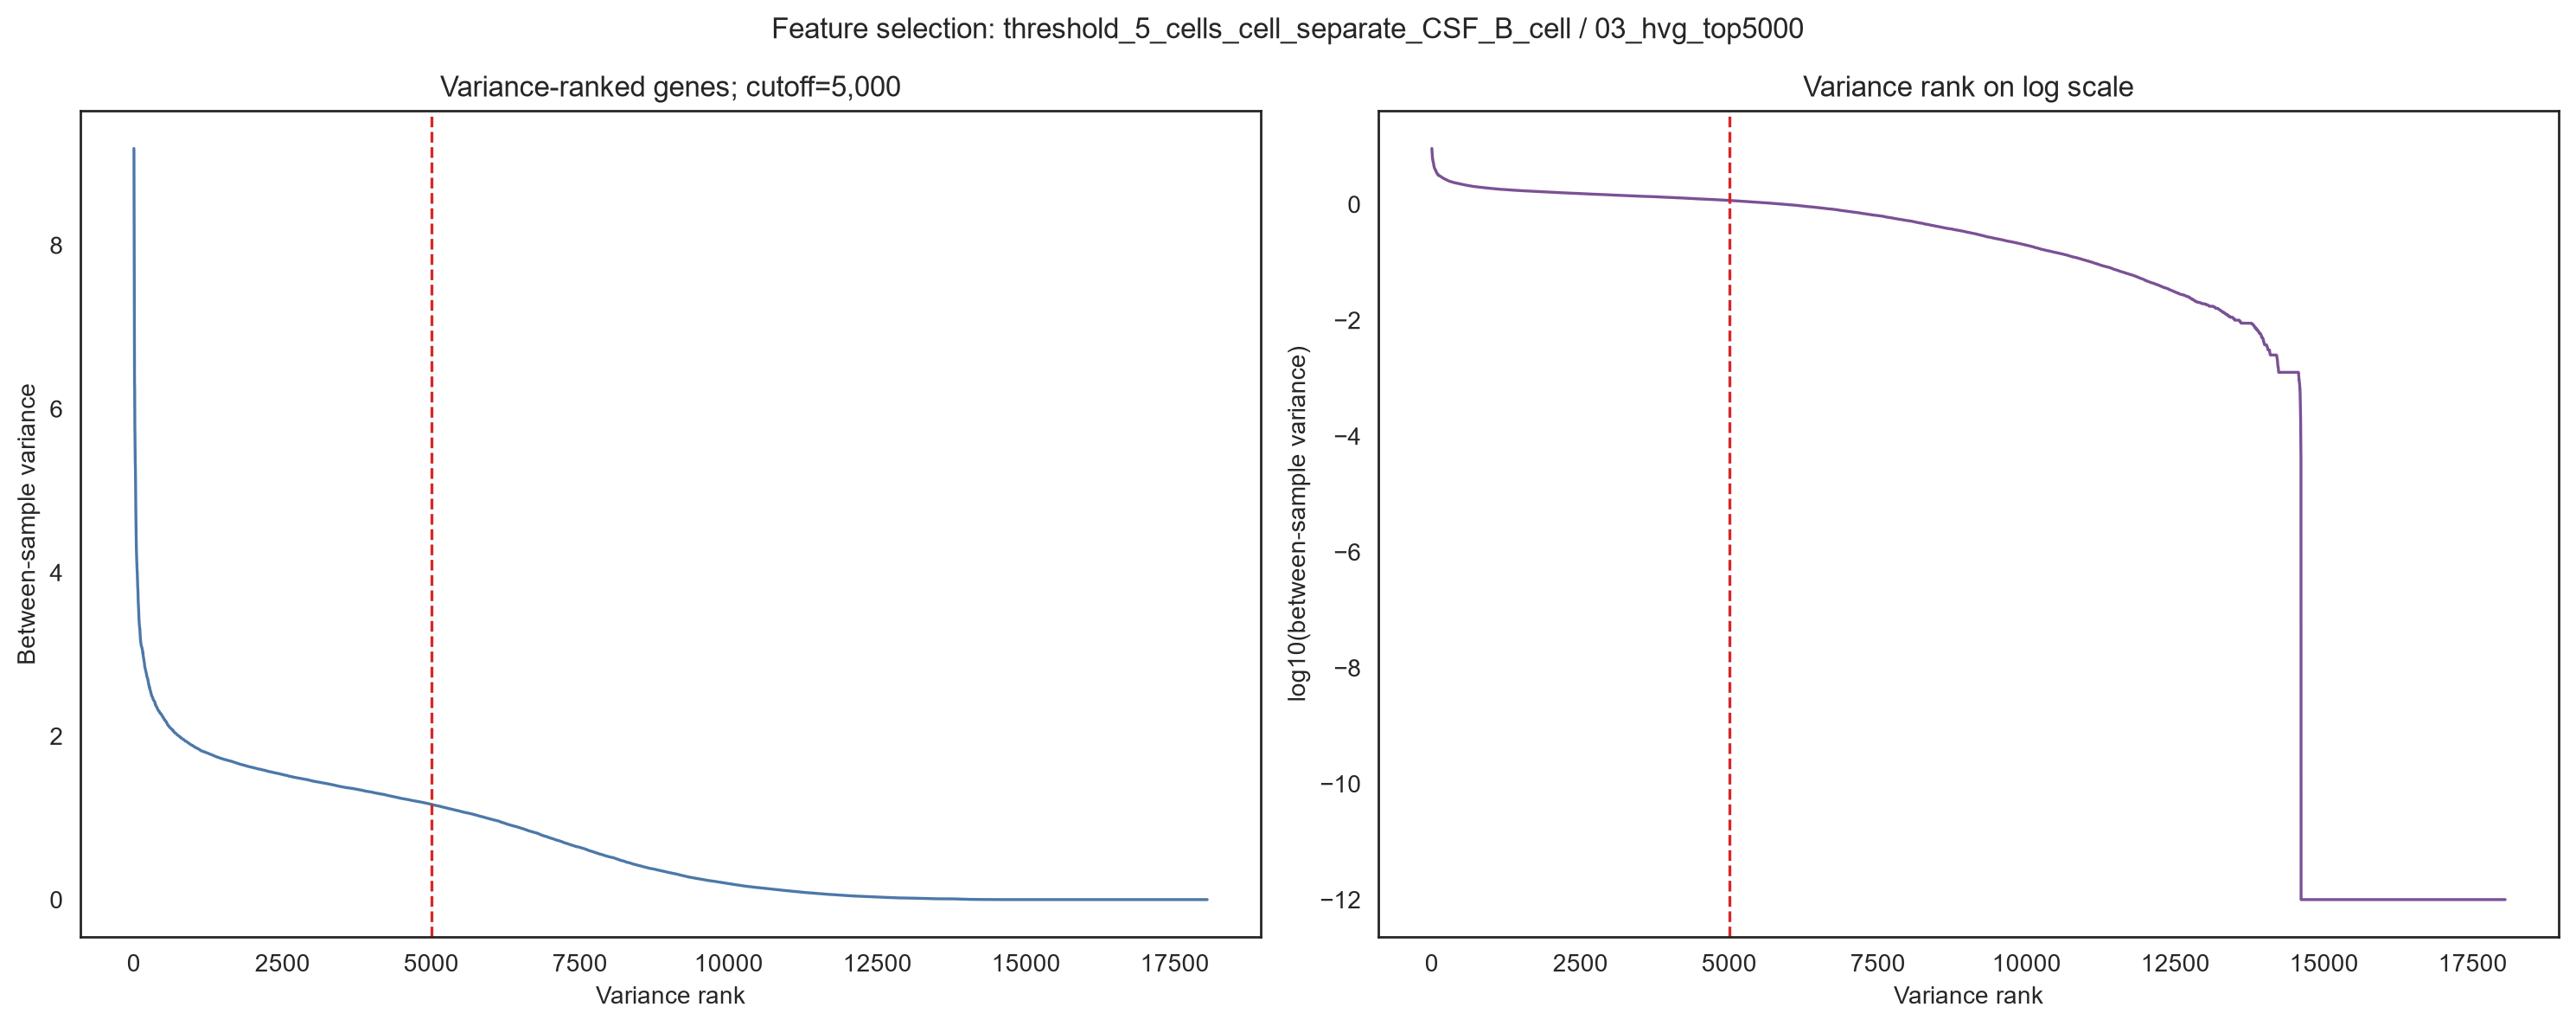 Feature selection: threshold_5_cells_cell_separate_CSF_B_cell / 03_hvg_top5000
Variance-ranked genes; cutoff=5,000
Between-sample variance
8
6
4
2
0
0 2500 5000 7500 10000 12500 15000 17500
Variance rank
Variance rank on log scale
log10(between-sample variance)
0
−2
−4
−6
−8
−10
−12
0 2500 5000 7500 10000 12500 15000 17500
Variance rank